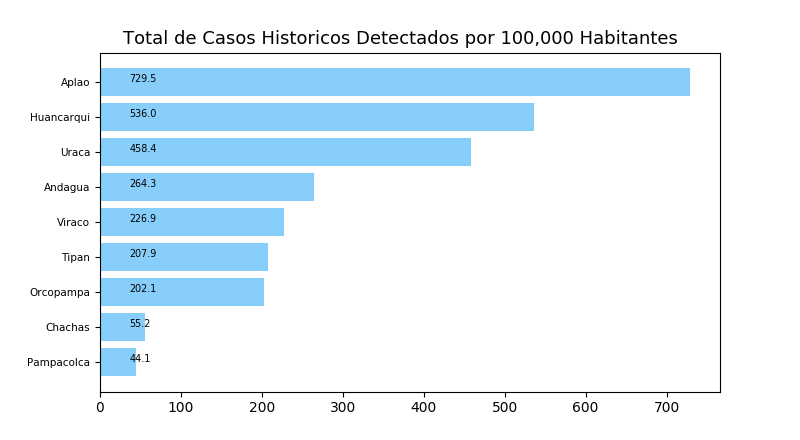 Total de Casos Historicos Detectados por 100,000 Habitantes
Aplao 729.5
Huancarqui 536.0
Uraca 458.4
Andagua 264.3
Viraco 226.9
Tipan 207.9
Orcopampa 202.1
Chachas 55.2
Pampacolca 44.1
0 100 200 300 400 500 600 700